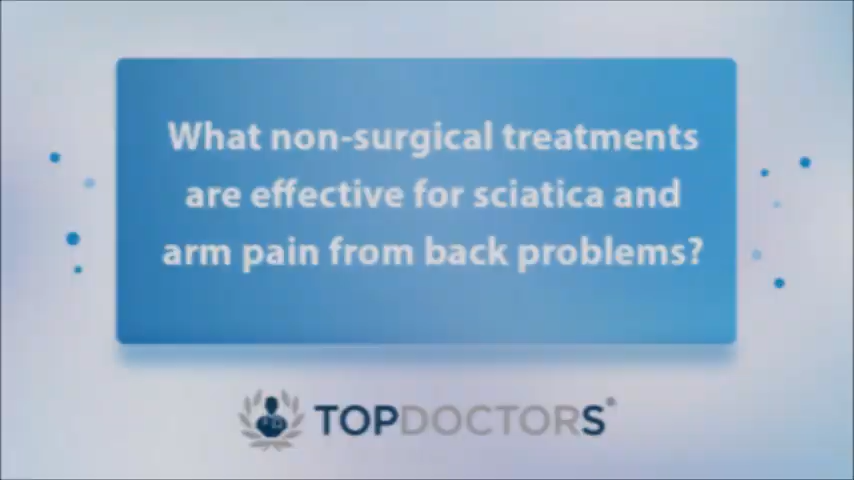 What non-surgical treatments
are effective for sciatica and
arm pain from back problems?
TOPDOCTORS